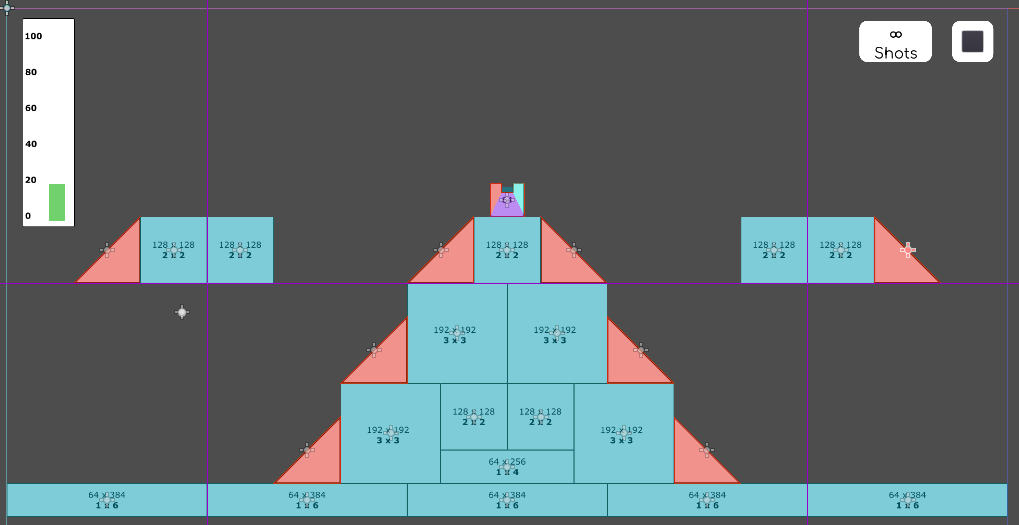 100
80
60
40
20
0
∞
Shots
128 x 128
2 x 2
128 x 128
2 x 2
128 x 128
2 x 2
128 x 128
2 x 2
128 x 128
2 x 2
192 x 192
3 x 3
192 x 192
3 x 3
192 x 192
3 x 3
128 x 128
2 x 2
128 x 128
2 x 2
192 x 192
3 x 3
64 x 256
1 x 4
64 x 384
1 x 6
64 x 384
1 x 6
64 x 384
1 x 6
64 x 384
1 x 6
64 x 384
1 x 6